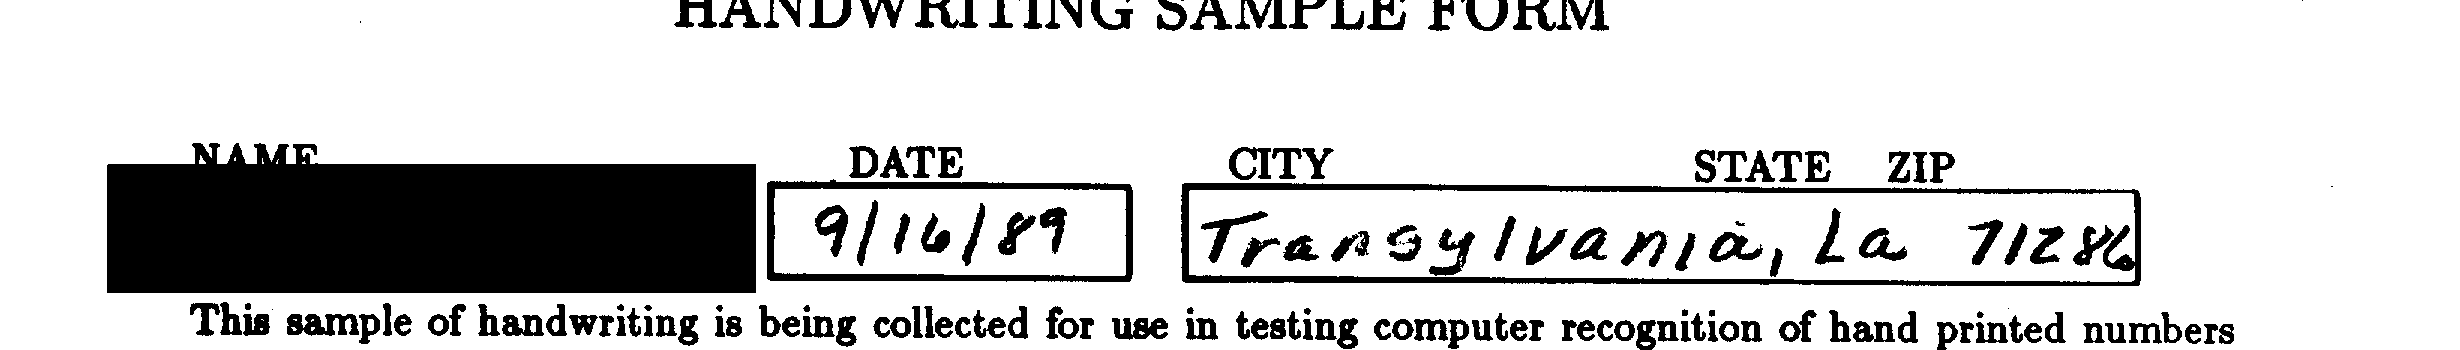 HANDWRITING SAMPLE FORM
NAME DATE CITY STATE ZIP
9/16/89 Transylvania, La 71286
This sample of handwriting is being collected for use in testing computer recognition of hand printed numbers